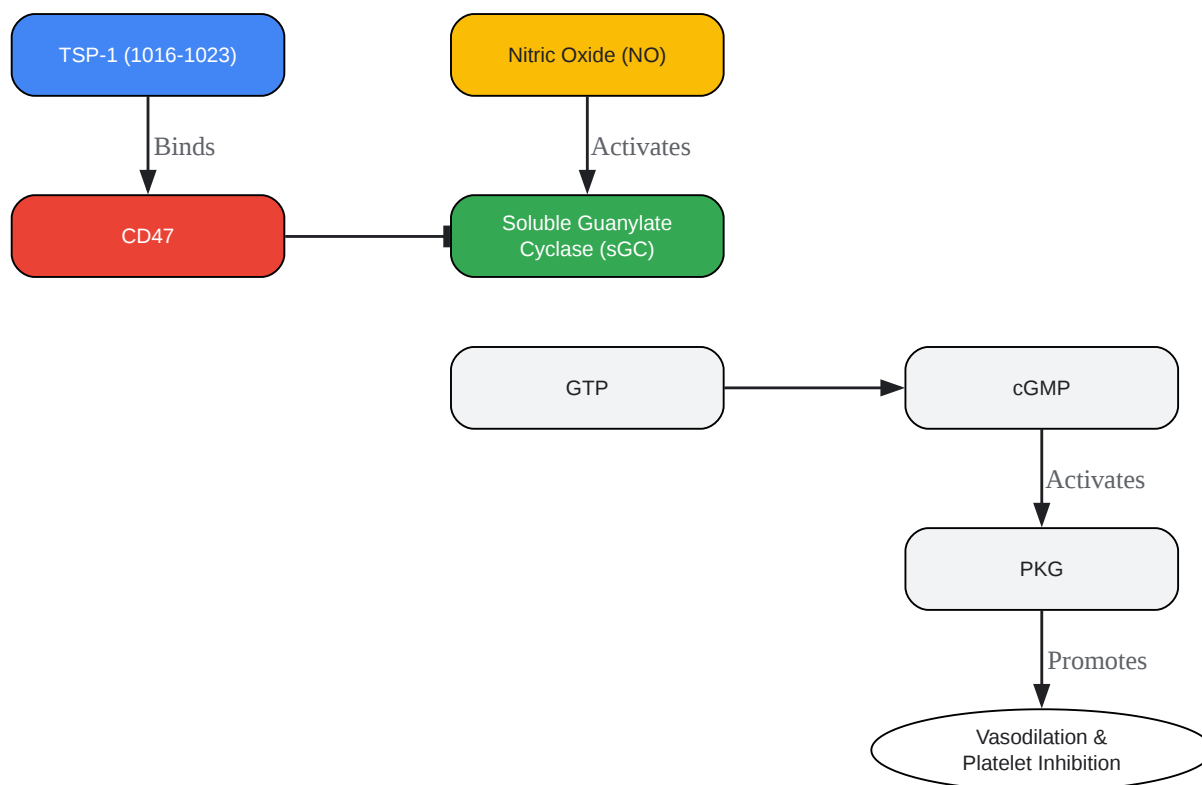 TSP-1 (1016-1023)
Nitric Oxide (NO)
Binds
Activates
CD47
Soluble Guanylate
Cyclase (sGC)
GTP
cGMP
Activates
PKG
Promotes
Vasodilation &
Platelet Inhibition